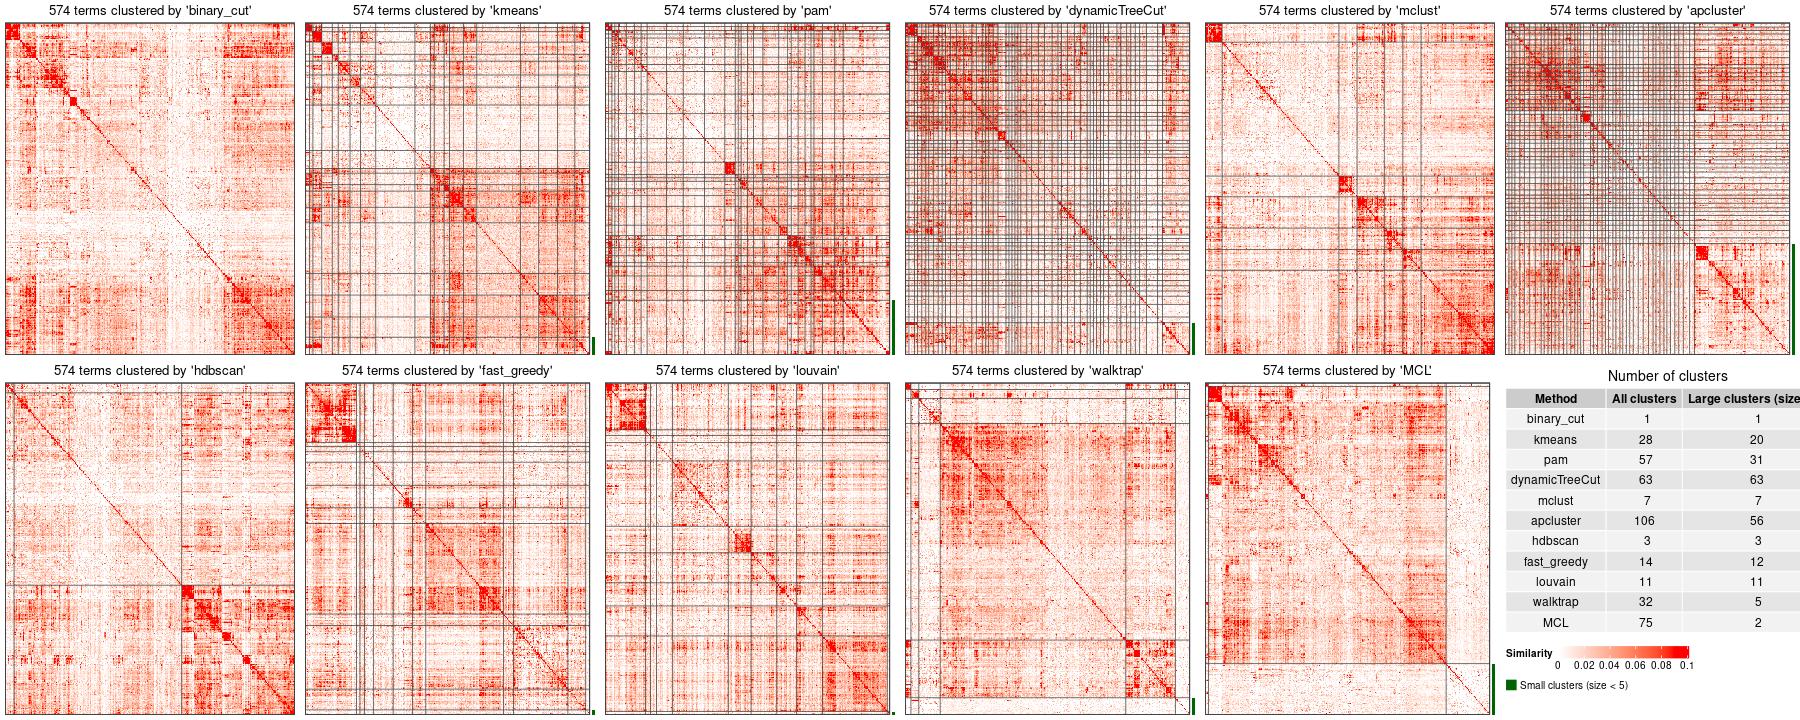 574 terms clustered by 'binary_cut'
574 terms clustered by 'kmeans'
574 terms clustered by 'pam'
574 terms clustered by 'dynamicTreeCut'
574 terms clustered by 'mclust'
574 terms clustered by 'apcluster'
574 terms clustered by 'hdbscan'
574 terms clustered by 'fast_greedy'
574 terms clustered by 'louvain'
574 terms clustered by 'walktrap'
574 terms clustered by 'MCL'
Number of clusters
Method All clusters Large clusters (size
binary_cut 1 1
kmeans 28 20
pam 57 31
dynamicTreeCut 63 63
mclust 7 7
apcluster 106 56
hdbscan 3 3
fast_greedy 14 12
louvain 11 11
walktrap 32 5
MCL 75 2
Similarity
0 0.02 0.04 0.06 0.08 0.1
Small clusters (size < 5)